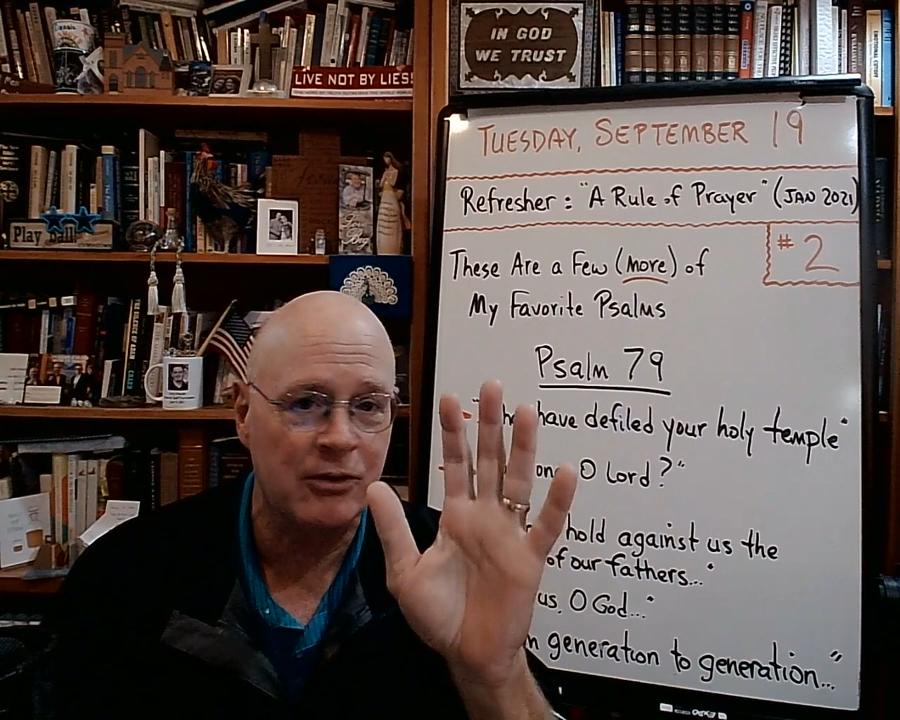 IN GOD
WE TRUST
LIVE NOT BY LIES!
Play ball
TUESDAY, SEPTEMBER 19
Refresher: "A Rule of Prayer" (JAN 2021)
#2
These Are a Few (more) of
My Favorite Psalms
Psalm 79
have defiled your holy temple"
O Lord?"
hold against us the
of our fathers..."
us, O God..."
generation to generation..."